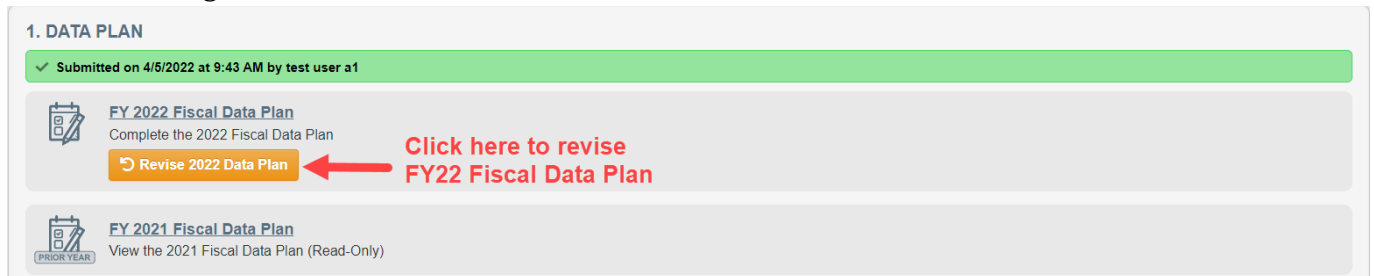 1. DATA PLAN
Submitted on 4/5/2022 at 9:43 AM by test user a1
FY 2022 Fiscal Data Plan
Complete the 2022 Fiscal Data Plan
Revise 2022 Data Plan
Click here to revise
FY22 Fiscal Data Plan
FY 2021 Fiscal Data Plan
PRIOR YEAR
View the 2021 Fiscal Data Plan (Read-Only)